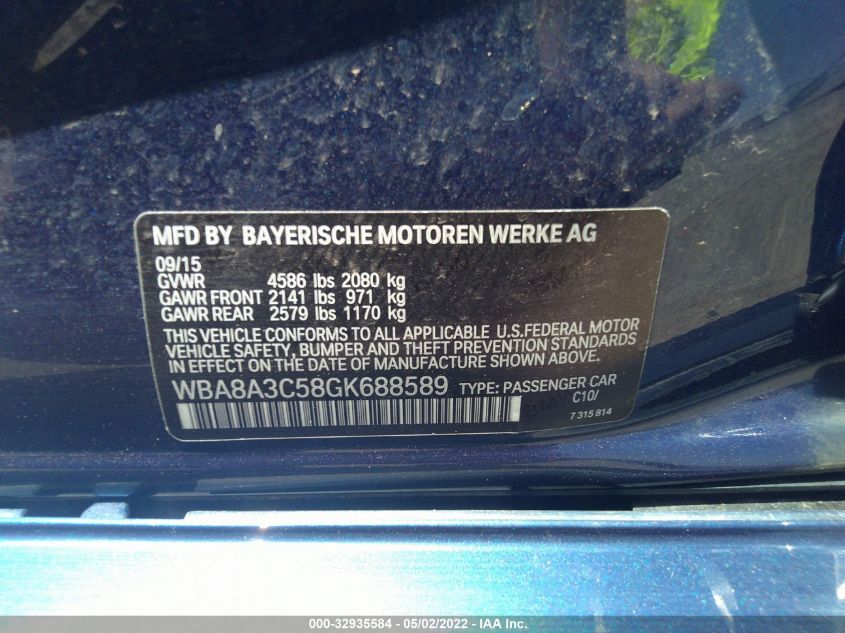 MFD BY BAYERISCHE MOTOREN WERKE AG
09/15
GVWR 4586 lbs 2080 kg
GAWR FRONT 2141 lbs 971 kg
GAWR REAR 2579 lbs 1170 kg
THIS VEHICLE CONFORMS TO ALL APPLICABLE U.S.FEDERAL MOTOR
VEHICLE SAFETY, BUMPER AND THEFT PREVENTION STANDARDS
IN EFFECT ON THE DATE OF MANUFACTURE SHOWN ABOVE.
WBA8A3C58GK688589 TYPE: PASSENGER CAR
C10/
7 315 814
000-32935584 - 05/02/2022 - IAA Inc.